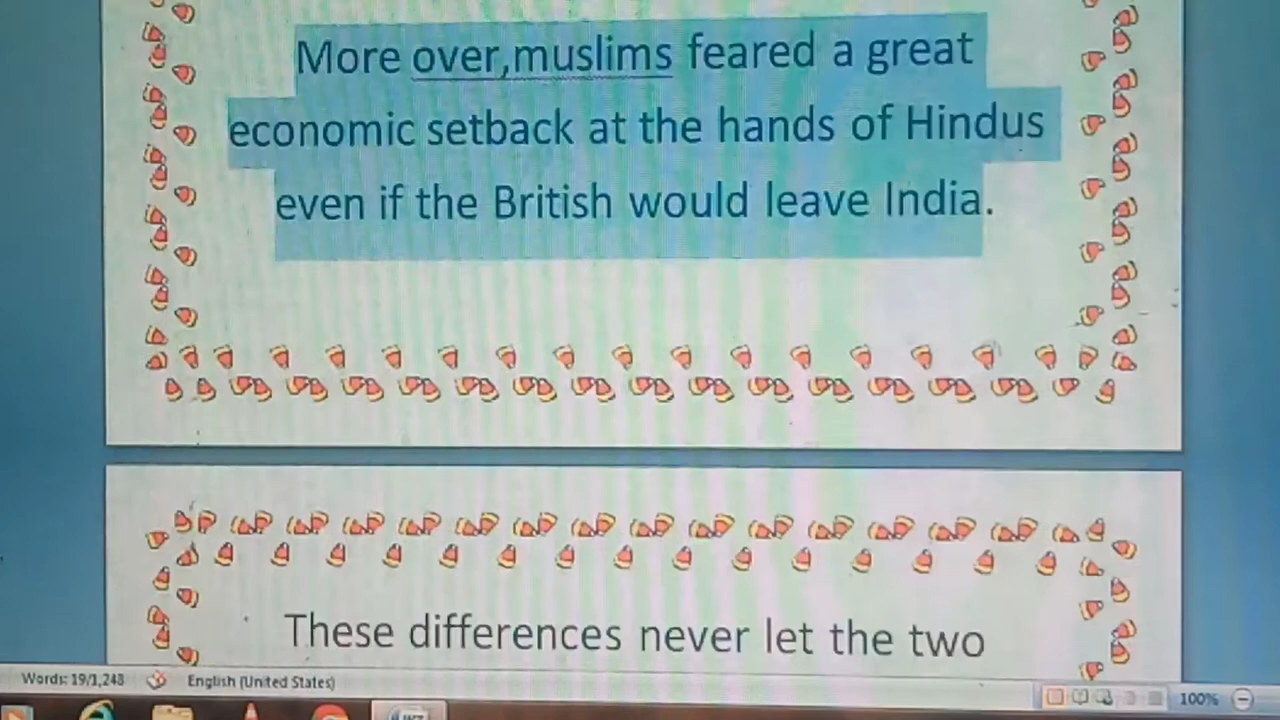 More over,muslims feared a great
economic setback at the hands of Hindus
even if the British would leave India.
These differences never let the two
Words: 19/1,248
English (United States)
100%